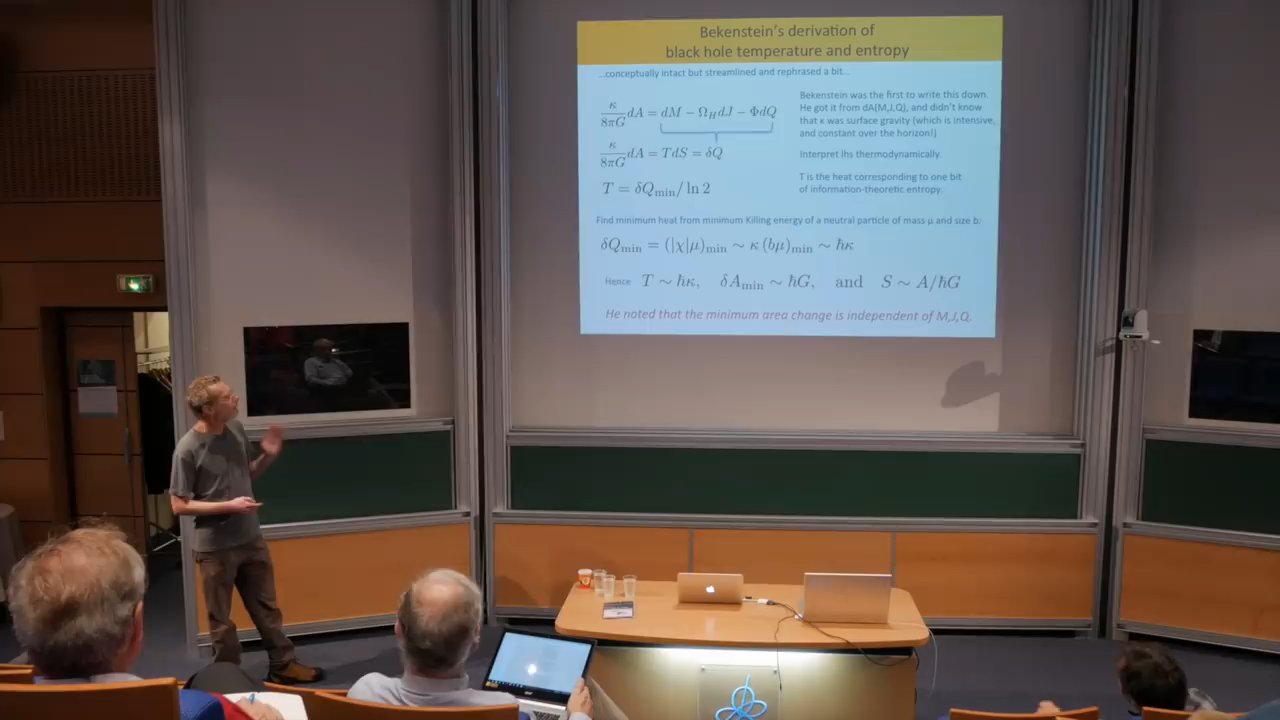 Bekenstein's derivation of
black hole temperature and entropy
...conceptually intact but streamlined and rephrased a bit...
κ/8πG dA = dM − Ω_H dJ − ΦdQ
Bekenstein was the first to write this down.
He got it from dA(M,J,Q), and didn't know
that κ was surface gravity (which is intensive,
and constant over the horizon!)
κ/8πG dA = TdS = δQ
Interpret lhs thermodynamically.
T = δQ_min/ ln 2
T is the heat corresponding to one bit
of information-theoretic entropy.
Find minimum heat from minimum Killing energy of a neutral particle of mass μ and size b:
δQ_min = (|χ|μ)_min ∼ κ (bμ)_min ∼ ℏκ
Hence T ∼ ℏκ, δA_min ∼ ℏG, and S ∼ A/ℏG
He noted that the minimum area change is independent of M,J,Q.